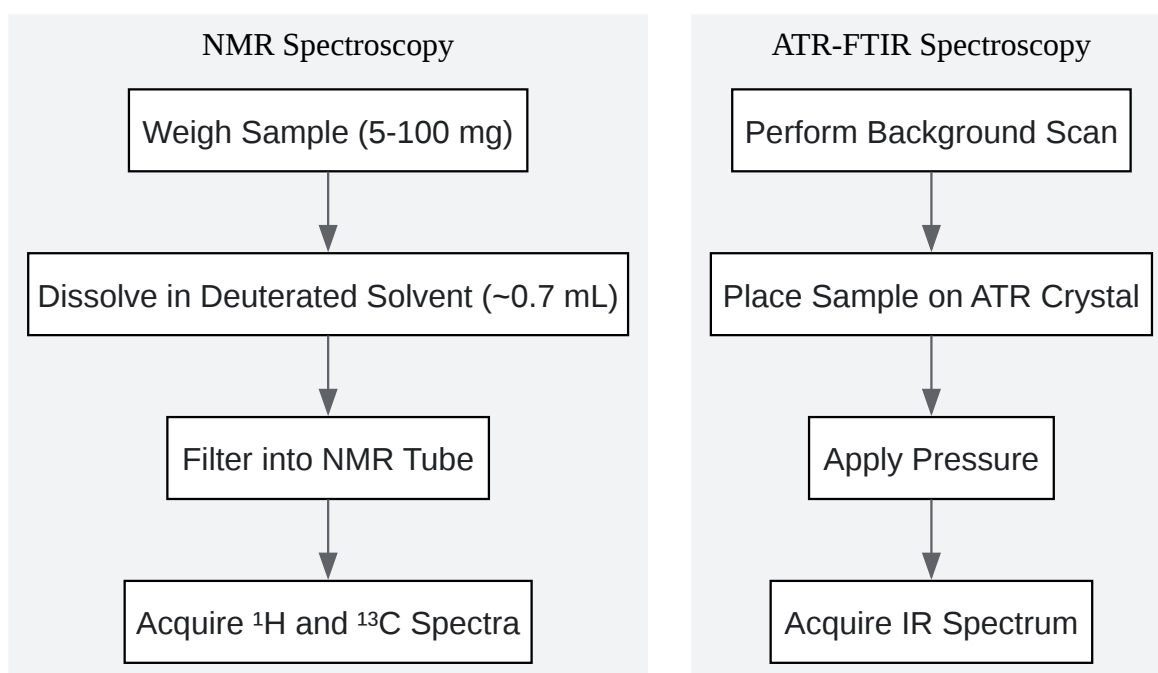 NMR Spectroscopy
Weigh Sample (5-100 mg)
Dissolve in Deuterated Solvent (~0.7 mL)
Filter into NMR Tube
Acquire ¹H and ¹³C Spectra
ATR-FTIR Spectroscopy
Perform Background Scan
Place Sample on ATR Crystal
Apply Pressure
Acquire IR Spectrum